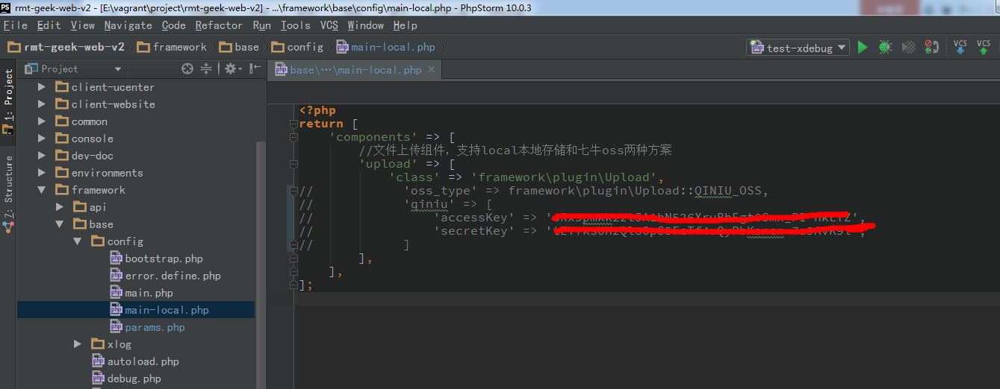 PS rmt-geek-web-v2 - [E:\vagrant\project\rmt-geek-web-v2] - ...\framework\base\config\main-local.php - PhpStorm 10.0.3
File Edit View Navigate Code Refactor Run Tools VCS Window Help
rmt-geek-web-v2 framework base config main-local.php test-xdebug VCS VCS
1: Project
7: Structure
Project
client-ucenter
client-website
common
console
dev-doc
environments
framework
api
base
config
bootstrap.php
error.define.php
main.php
main-local.php
params.php
xlog
autoload.php
debug.php
base\…\main-local.php
<?php
return [
'components' => [
//文件上传组件，支持local本地存储和七牛oss两种方案
'upload' => [
'class' => 'framework\plugin\Upload',
// 'oss_type' => framework\plugin\Upload::QINIU_OSS,
// 'qiniu' => [
// 'accessKey' => '',
// 'secretKey' => '',
// ]
],
],
];